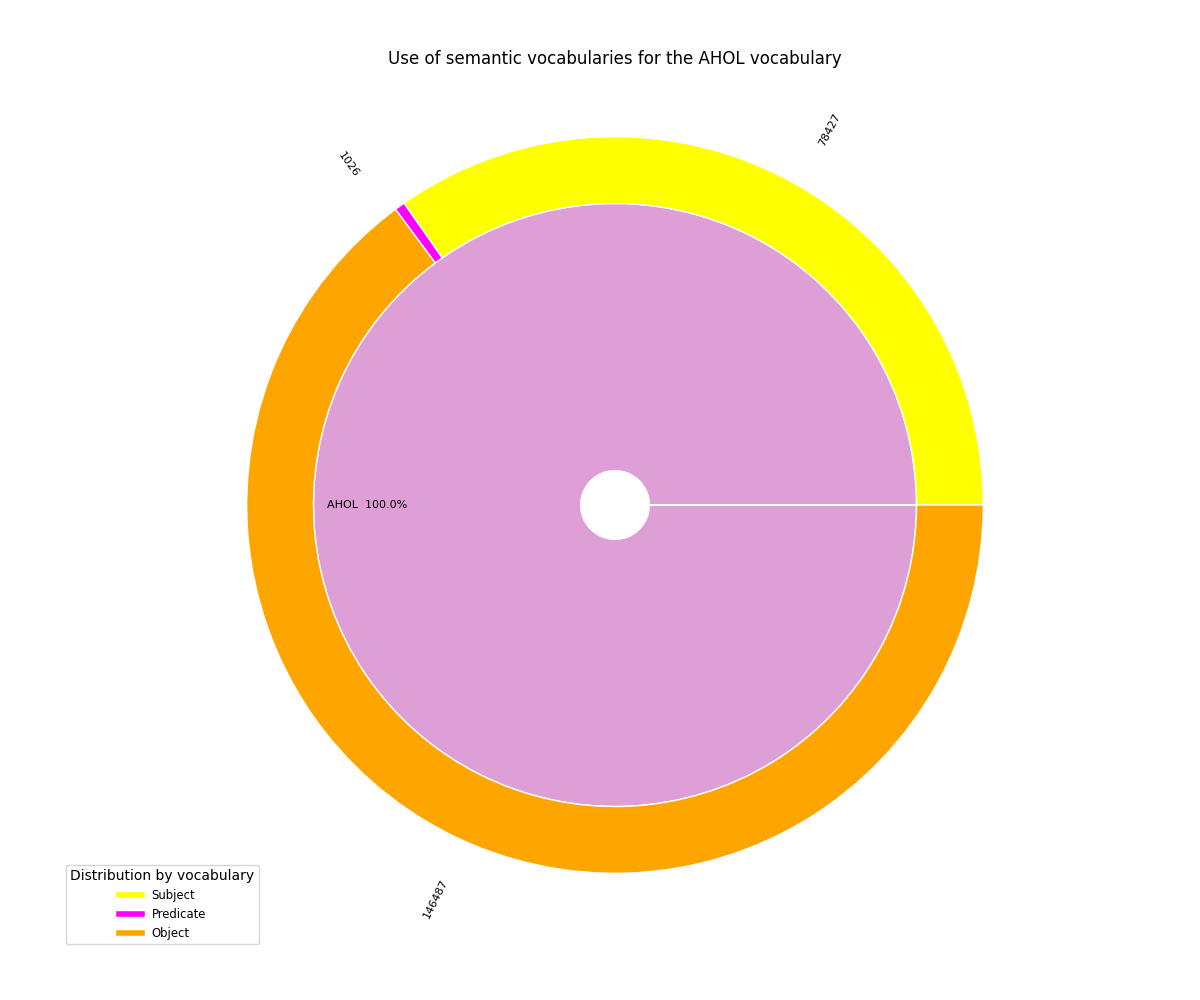 Use of semantic vocabularies for the AHOL vocabulary
78427
1026
AHOL  100.0%
146487
Distribution by vocabulary
Subject
Predicate
Object